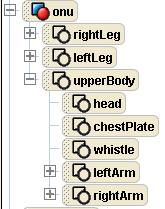 onu
rightLeg
leftLeg
upperBody
head
chestPlate
whistle
leftArm
rightArm